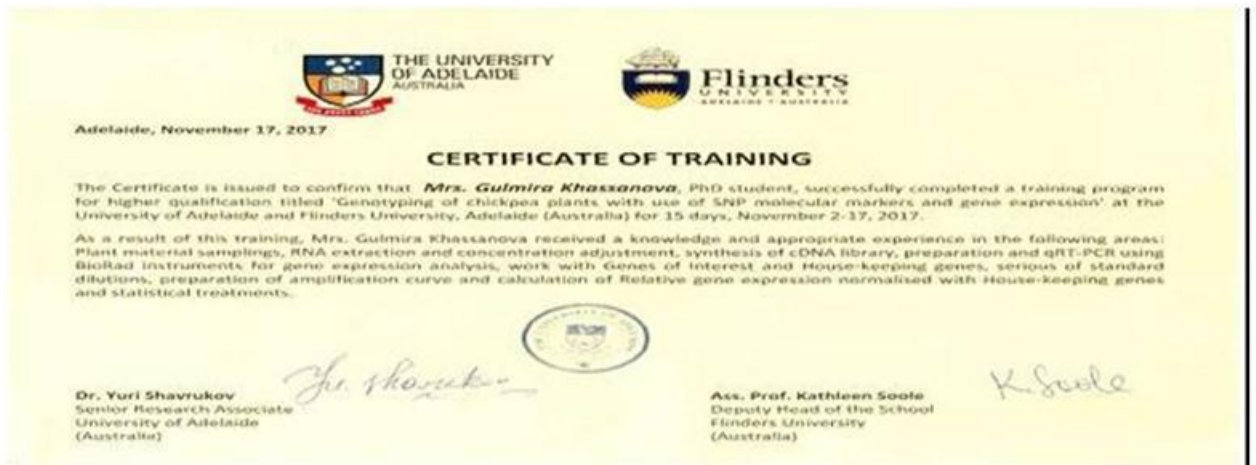 THE UNIVERSITY
OF ADELAIDE
AUSTRALIA
Flinders
UNIVERSITY
ADELAIDE • AUSTRALIA
Adelaide, November 17, 2017
CERTIFICATE OF TRAINING
The Certificate is issued to confirm that Mrs. Gulmira Khassanova, PhD student, successfully completed a training program
for higher qualification titled 'Genotyping of chickpea plants with use of SNP molecular markers and gene expression' at the
University of Adelaide and Flinders University, Adelaide (Australia) for 15 days, November 2-17, 2017.
As a result of this training, Mrs. Gulmira Khassanova received a knowledge and appropriate experience in the following areas:
Plant material samplings, RNA extraction and concentration adjustment, synthesis of cDNA library, preparation and qRT-PCR using
BioRad instruments for gene expression analysis, work with Genes of Interest and House-keeping genes, serious of standard
dilutions, preparation of amplification curve and calculation of Relative gene expression normalised with House-keeping genes
and statistical treatments.
Yu. Shavrukov
K. Soole
Dr. Yuri Shavrukov
Senior Research Associate
University of Adelaide
(Australia)
Ass. Prof. Kathleen Soole
Deputy Head of the School
Flinders University
(Australia)